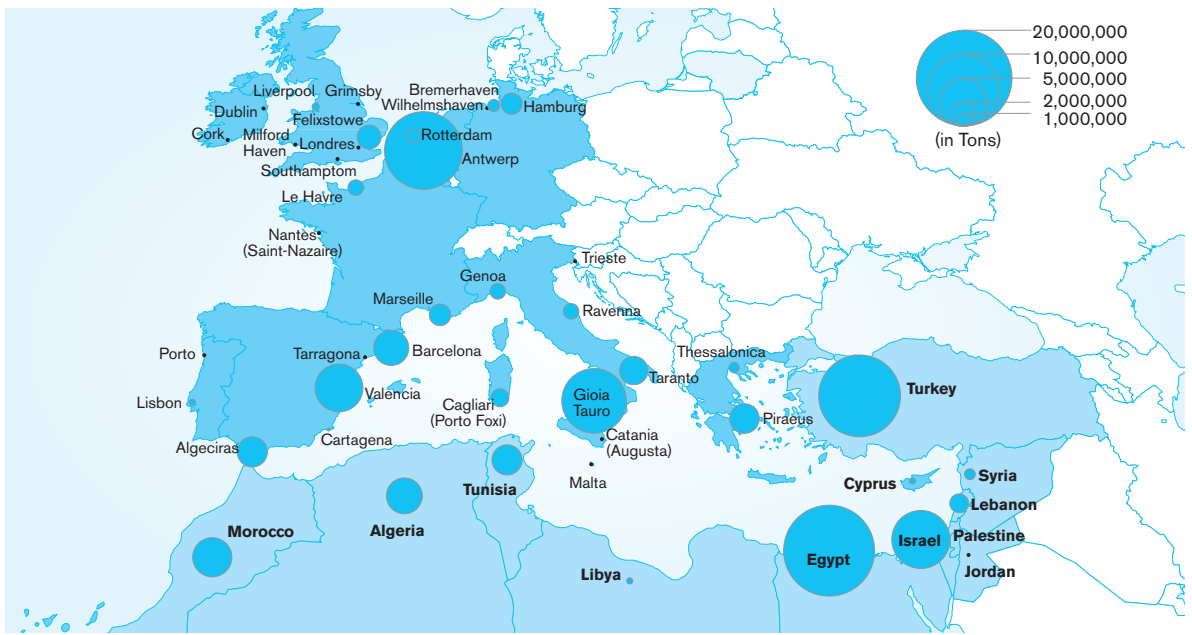 20,000,000
10,000,000
5,000,000
2,000,000
1,000,000
(in Tons)
Liverpool
Grimsby
Dublin
Felixstowe
Cork
Milford
Haven
Londres
Southamptom
Le Havre
Bremerhaven
Wilhelmshaven
Hamburg
Rotterdam
Antwerp
Nantes
(Saint-Nazaire)
Trieste
Genoa
Marseille
Ravenna
Porto
Tarragona
Barcelona
Thessalonica
Taranto
Lisbon
Valencia
Cagliari
(Porto Foxi)
Gioia
Tauro
Turkey
Piraeus
Algeciras
Cartagena
Catania
(Augusta)
Malta
Tunisia
Cyprus
Syria
Lebanon
Morocco
Algeria
Egypt
Israel
Palestine
Jordan
Libya